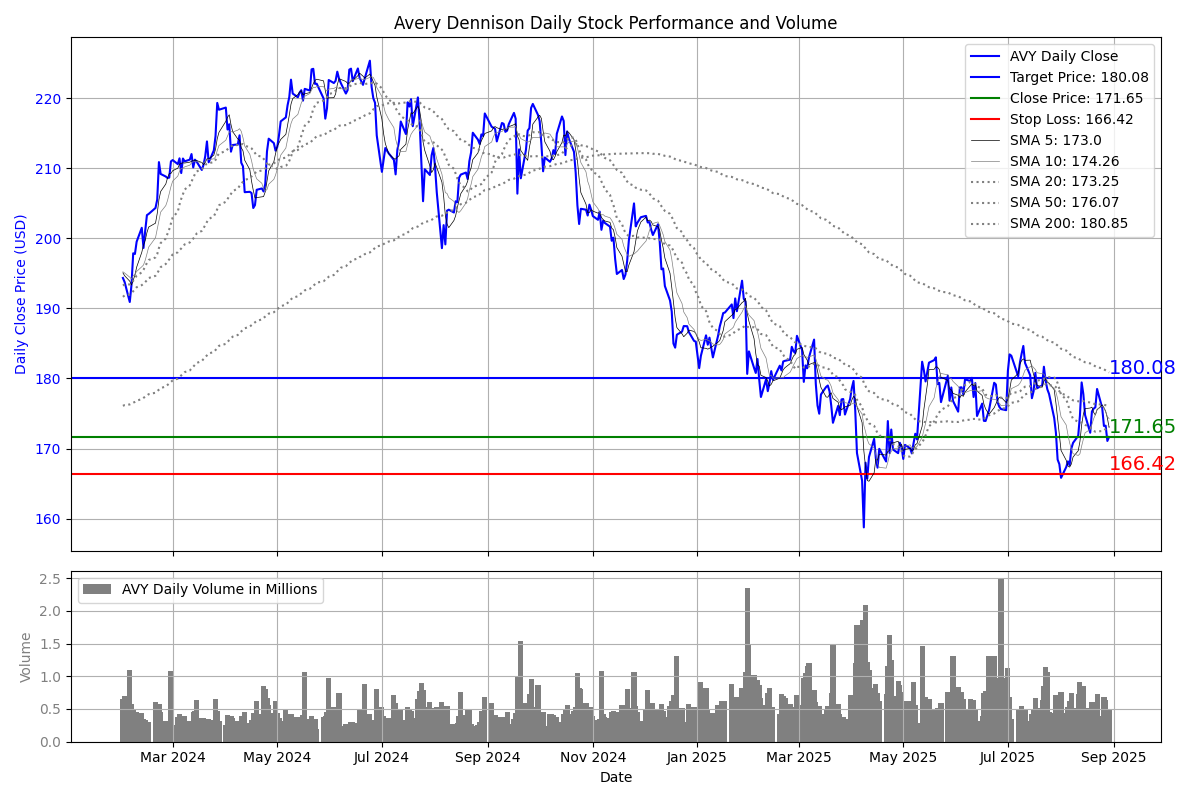 Avery Dennison Daily Stock Performance and Volume
AVY Daily Close
Target Price: 180.08
Close Price: 171.65
Stop Loss: 166.42
SMA 5: 173.0
SMA 10: 174.26
SMA 20: 173.25
SMA 50: 176.07
SMA 200: 180.85
Daily Close Price (USD)
220
210
200
190
180
170
160
180.08
171.65
166.42
AVY Daily Volume in Millions
Volume
2.5
2.0
1.5
1.0
0.5
0.0
Mar 2024 May 2024 Jul 2024 Sep 2024 Nov 2024 Jan 2025 Mar 2025 May 2025 Jul 2025 Sep 2025
Date